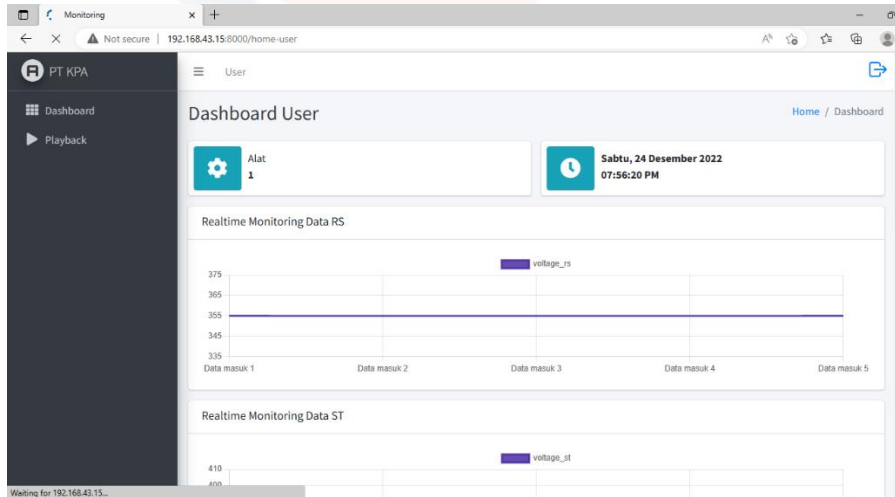 Monitoring
Not secure | 192.168.43.15:8000/home-user
PT KPA
User
Dashboard
Playback
Dashboard User
Home / Dashboard
Alat
1
Sabtu, 24 Desember 2022
07:56:20 PM
Realtime Monitoring Data RS
voltage_rs
375
365
355
345
335
Data masuk 1
Data masuk 2
Data masuk 3
Data masuk 4
Data masuk 5
Realtime Monitoring Data ST
voltage_st
410
400
Waiting for 192.168.43.15...